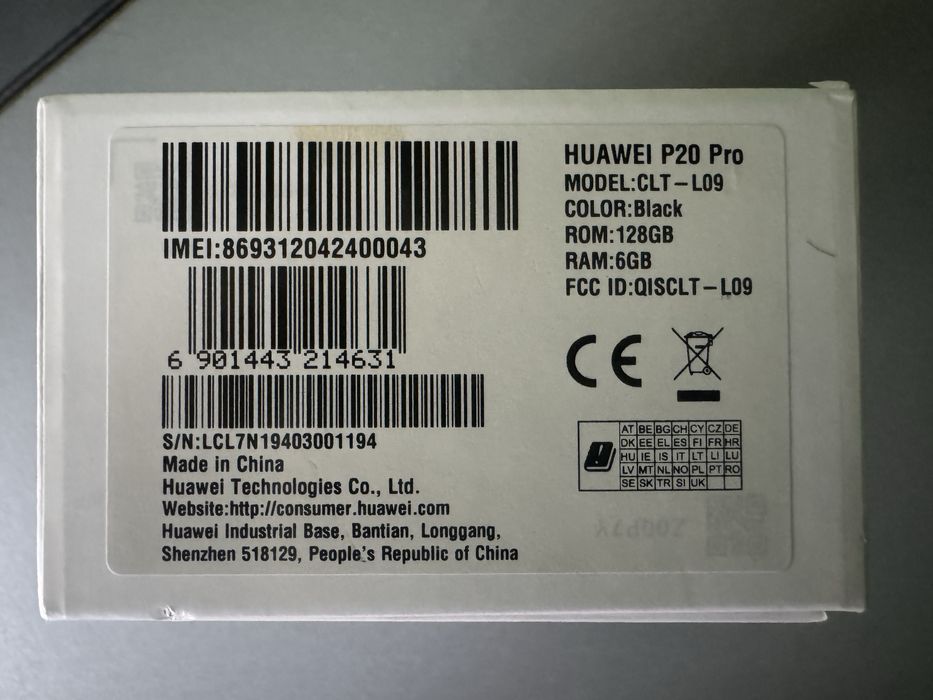 IMEI:869312042400043
6 901443 214631
S/N:LCL7N19403001194
Made in China
Huawei Technologies Co., Ltd.
Website:http://consumer.huawei.com
Huawei Industrial Base, Bantian, Longgang,
Shenzhen 518129, People's Republic of China
HUAWEI P20 Pro
MODEL:CLT-L09
COLOR:Black
ROM:128GB
RAM:6GB
FCC ID:QISCLT-L09
CE
AT BE BG CH CY CZ DE
DK EE EL ES FI FR HR
HU IE IS IT LT LI LU
LV MT NL NO PL PT RO
SE SK TR SI UK